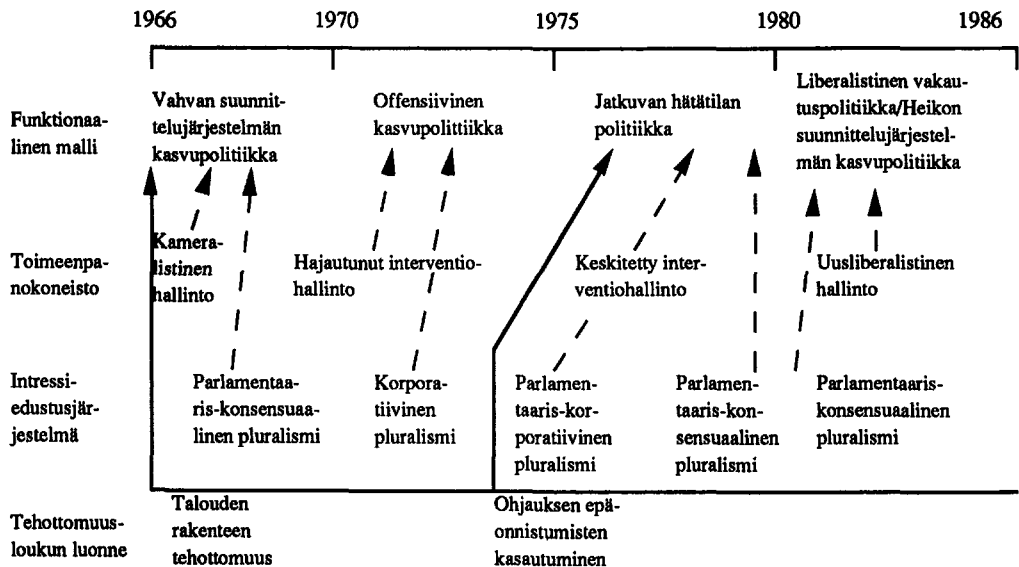 1966 1970 1975 1980 1986
Funktionaa-
linen malli
Vahvan suunnit-
telujärjestelmän
kasvupolitiikka
Offensiivinen
kasvupolittiikka
Jatkuvan hätätilan
politiikka
Liberalistinen vakau-
tuspolitiikka/Heikon
suunnittelujärjestel-
män kasvupolitiikka
Toimeenpa-
nokoneisto
Kamera-
listinen
hallinto
Hajautunut interventio-
hallinto
Keskitetty inter-
ventiohallinto
Uusliberalistinen
hallinto
Intressi-
edustusjär-
jestelmä
Parlamentaa-
ris-konsensuaa-
linen pluralismi
Korpora-
tiivinen
pluralismi
Parlamen-
taaris-kor-
poratiivinen
pluralismi
Parlamen-
taaris-kon-
sensuaalinen
pluralismi
Parlamentaaris-
konsensuaalinen
pluralismi
Tehottomuus-
loukun luonne
Talouden
rakenteen
tehottomuus
Ohjauksen epä-
onnistumisten
kasautuminen